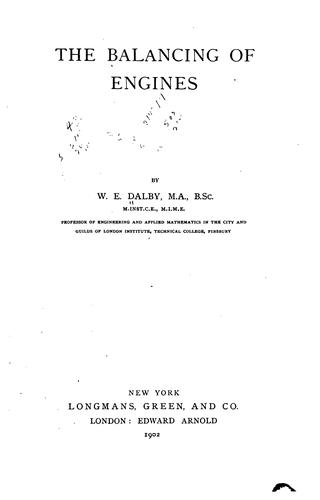 THE BALANCING OF
ENGINES
BY
W. E. DALBY, M.A., B.Sc.
M.INST.C.E., M.I.M.E.
PROFESSOR OF ENGINEERING AND APPLIED MATHEMATICS IN THE CITY AND
GUILDS OF LONDON INSTITUTE, TECHNICAL COLLEGE, FINSBURY
NEW YORK
LONGMANS, GREEN, AND CO.
LONDON: EDWARD ARNOLD
1902